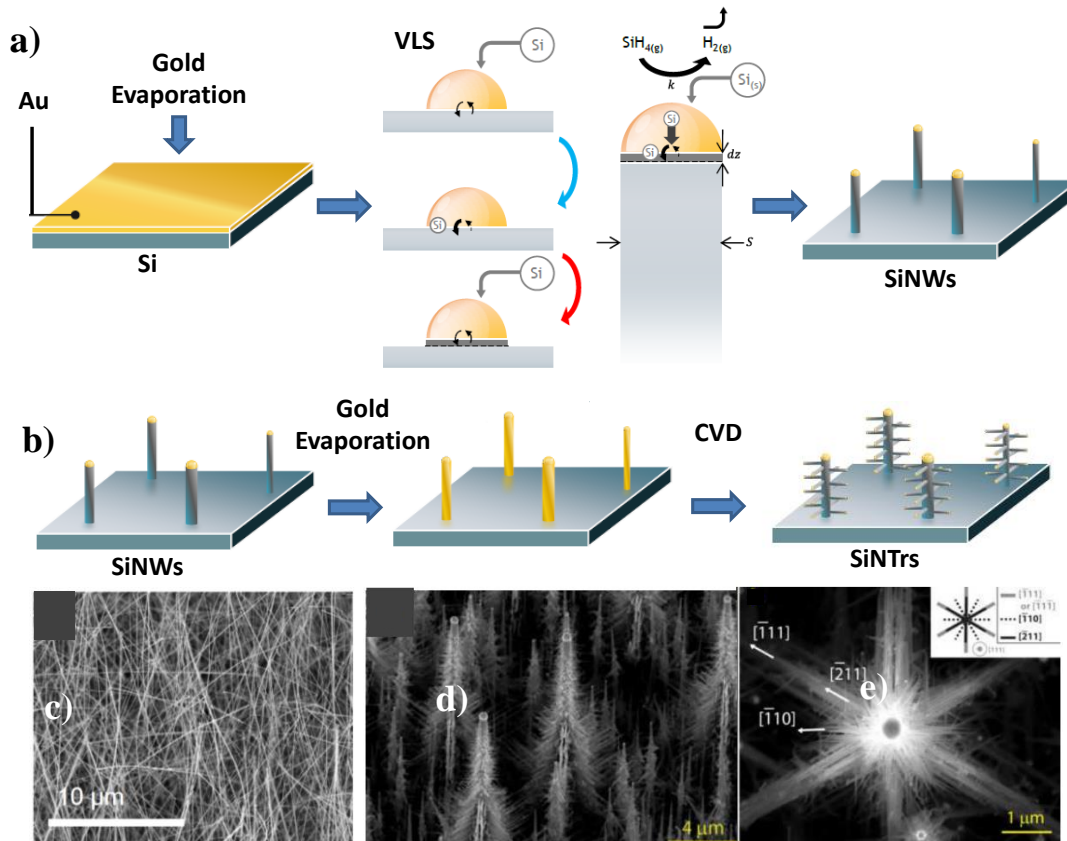 a)
Gold
Evaporation
Au
Si
VLS
Si
Si
Si
SiH4(g)
H2(g)
k
Si(s)
Si
Si
dz
S
SiNWs
b)
Gold
Evaporation
CVD
SiNWs
SiNTrs
c)
10 μm
d)
4 μm
e)
[1̄11]
[2̄11]
[1̄10]
[1̄11]
or [11̄1̄]
[1̄10]
[2̄11]
[111]
1 μm